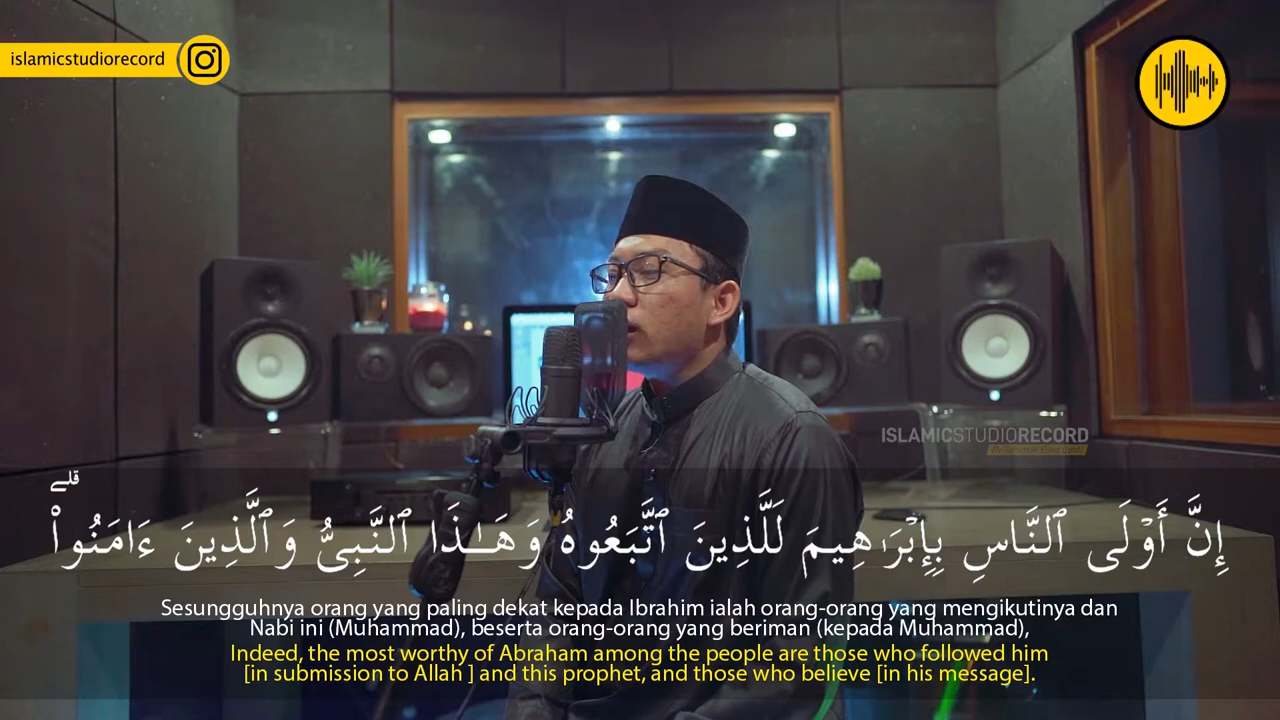 islamicstudiorecord
ISLAMICSTUDIORECORD
إِنَّ أَوْلَى ٱلنَّاسِ بِإِبْرَٰهِيمَ لَلَّذِينَ ٱتَّبَعُوهُ وَهَـٰذَا ٱلنَّبِىُّ وَٱلَّذِينَ ءَامَنُوا۟ ۗ
Sesungguhnya orang yang paling dekat kepada Ibrahim ialah orang-orang yang mengikutinya dan
Nabi ini (Muhammad), beserta orang-orang yang beriman (kepada Muhammad),
Indeed, the most worthy of Abraham among the people are those who followed him
[in submission to Allah ] and this prophet, and those who believe [in his message].